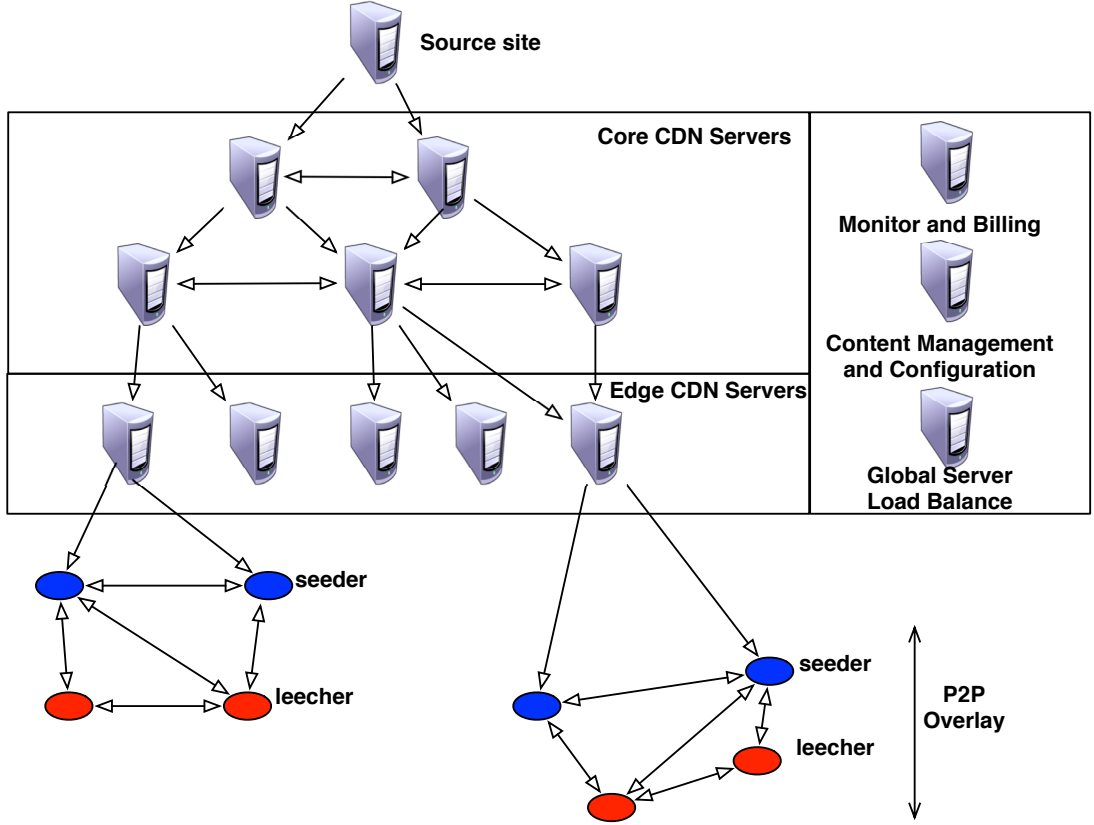 Source site
Core CDN Servers
Monitor and Billing
Content Management
and Configuration
Edge CDN Servers
Global Server
Load Balance
seeder
leecher
seeder
leecher
P2P
Overlay